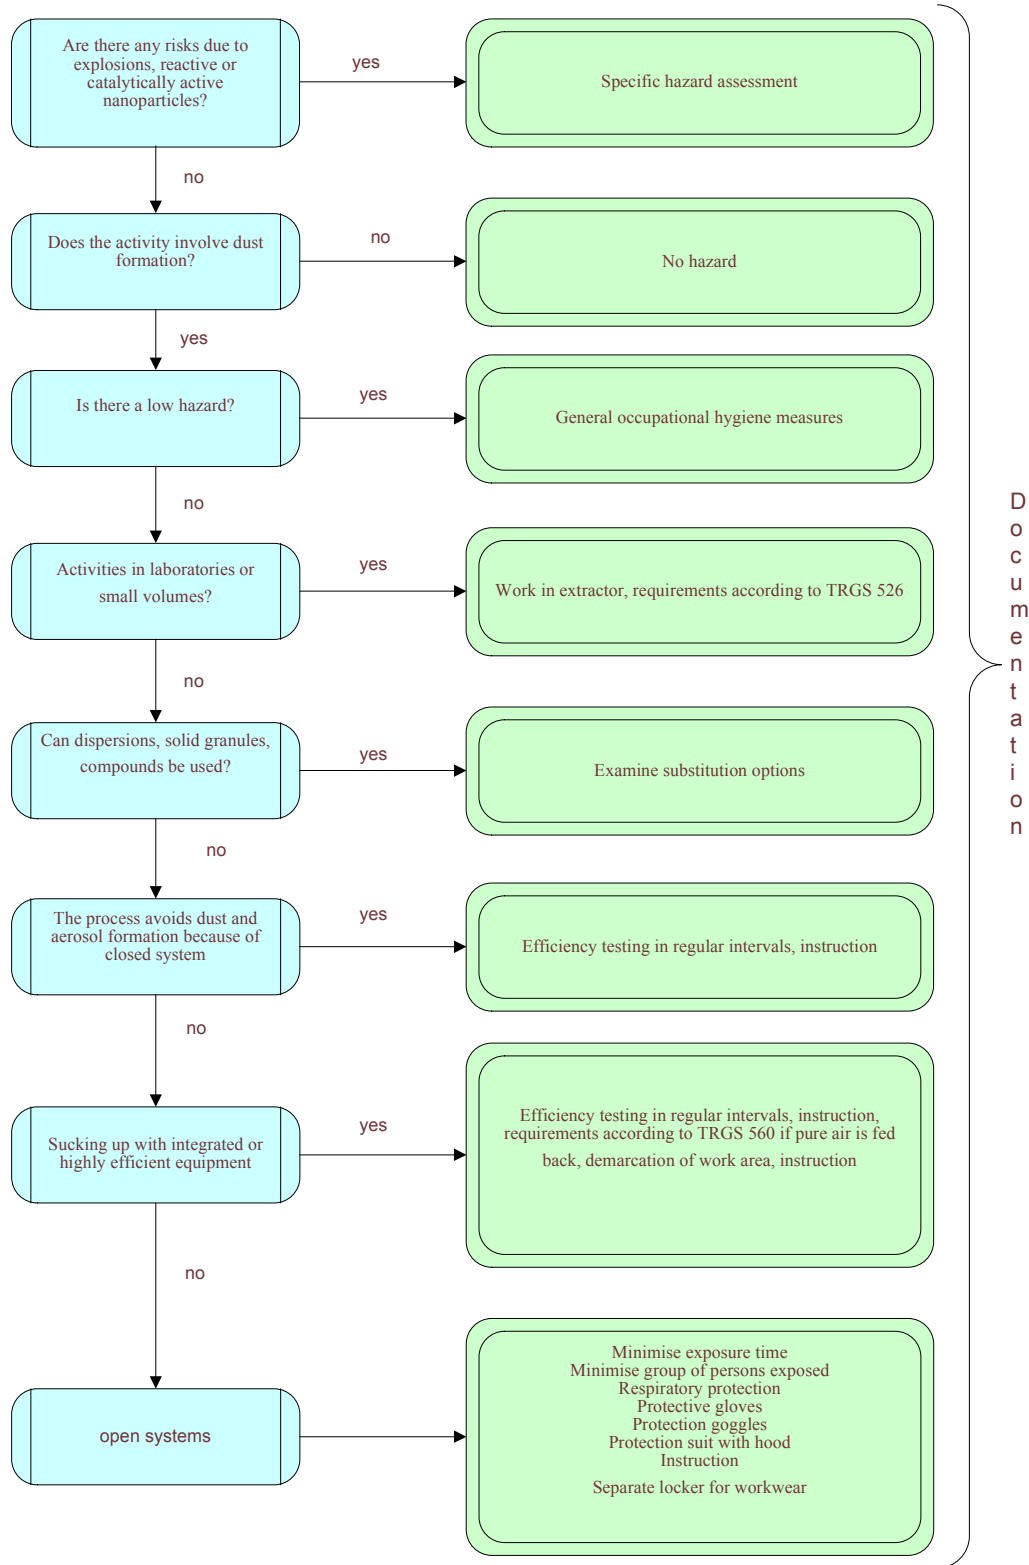 Are there any risks due to
explosions, reactive or
catalytically active
nanoparticles?
yes
Specific hazard assessment
no
Does the activity involve dust
formation?
no
No hazard
yes
Is there a low hazard?
yes
General occupational hygiene measures
no
Activities in laboratories or
small volumes?
yes
Work in extractor, requirements according to TRGS 526
no
Can dispersions, solid granules,
compounds be used?
yes
Examine substitution options
no
The process avoids dust and
aerosol formation because of
closed system
yes
Efficiency testing in regular intervals, instruction
no
Sucking up with integrated or
highly efficient equipment
yes
Efficiency testing in regular intervals, instruction,
requirements according to TRGS 560 if pure air is fed
back, demarcation of work area, instruction
no
open systems
Minimise exposure time
Minimise group of persons exposed
Respiratory protection
Protective gloves
Protection goggles
Protection suit with hood
Instruction
Separate locker for workwear
Documentation